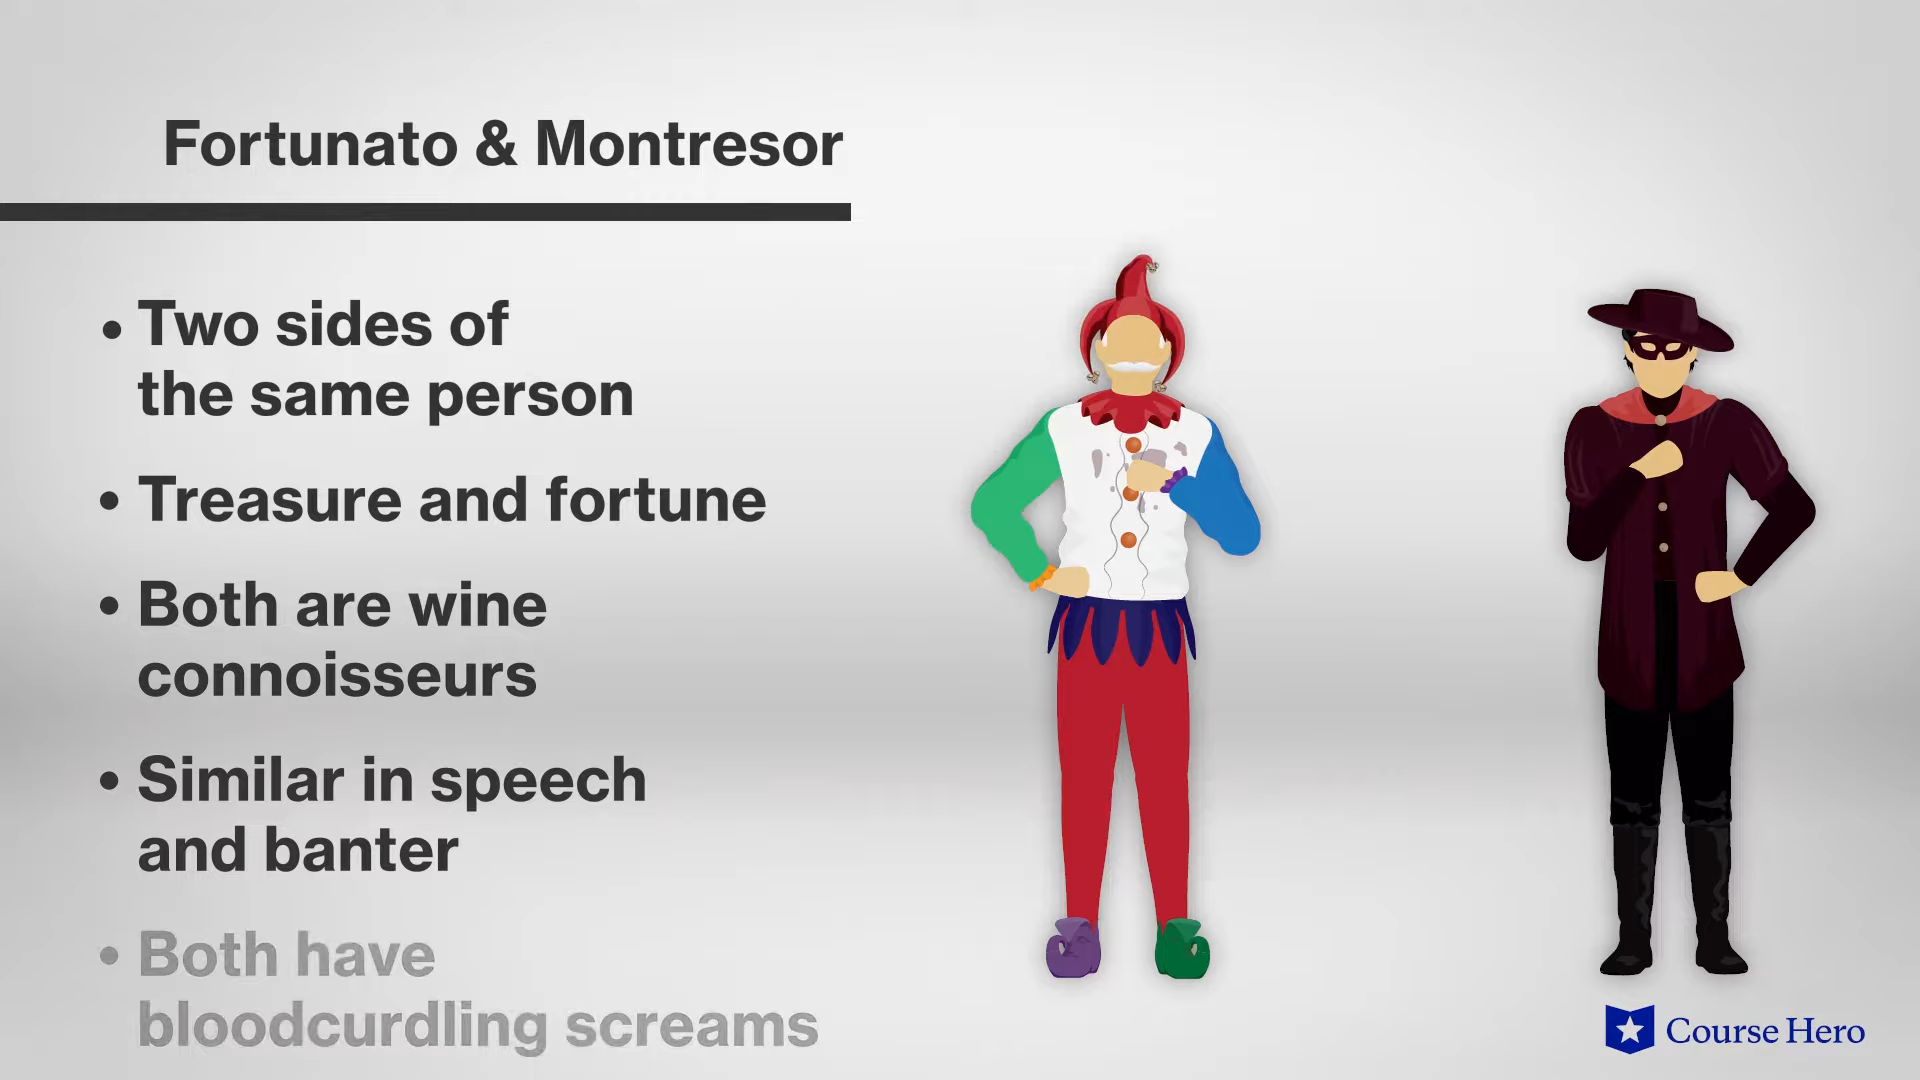 Fortunato & Montresor
• Two sides of
the same person
• Treasure and fortune
• Both are wine
connoisseurs
• Similar in speech
and banter
• Both have
bloodcurdling screams
Course Hero